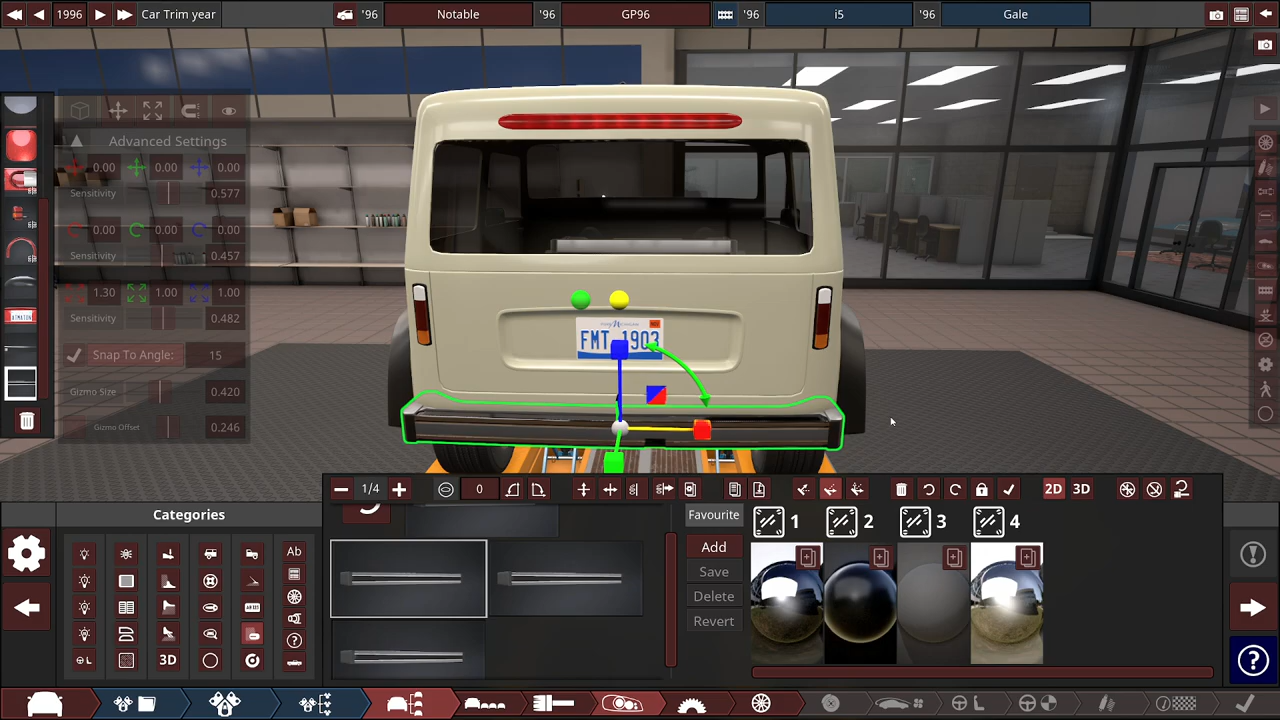 1996 Car Trim year '96 Notable '96 GP96 '96 i5 '96 Gale
Advanced Settings
0.00 0.00 0.00
Sensitivity 0.577
0.00 0.00 0.00
Sensitivity 0.457
1.30 1.00 1.00
Sensitivity 0.482
Snap To Angle: 15
Gizmo Size 0.420
Gizmo Offset 0.246
FMT 1903
1/4 0 2D 3D
Categories
Ab
3D
L
Favourite
Add
Save
Delete
Revert
1 2 3 4
?